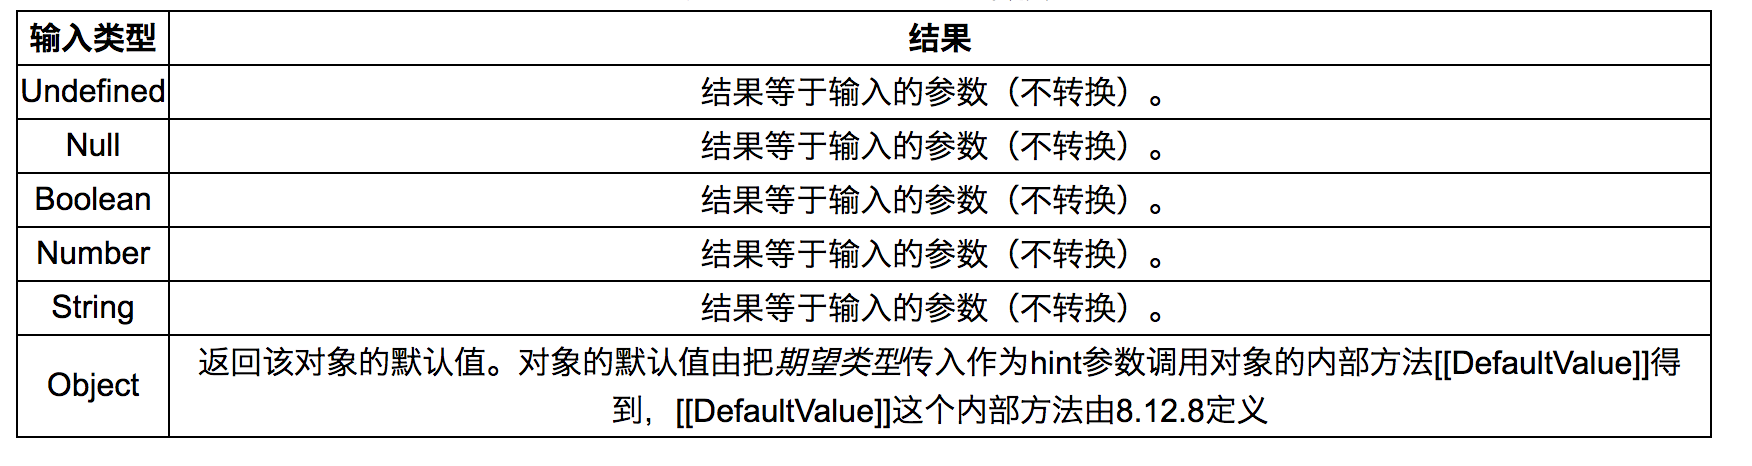 输入类型 结果
Undefined 结果等于输入的参数（不转换）。
Null 结果等于输入的参数（不转换）。
Boolean 结果等于输入的参数（不转换）。
Number 结果等于输入的参数（不转换）。
String 结果等于输入的参数（不转换）。
Object 返回该对象的默认值。对象的默认值由把期望类型传入作为hint参数调用对象的内部方法[[DefaultValue]]得
到，[[DefaultValue]]这个内部方法由8.12.8定义